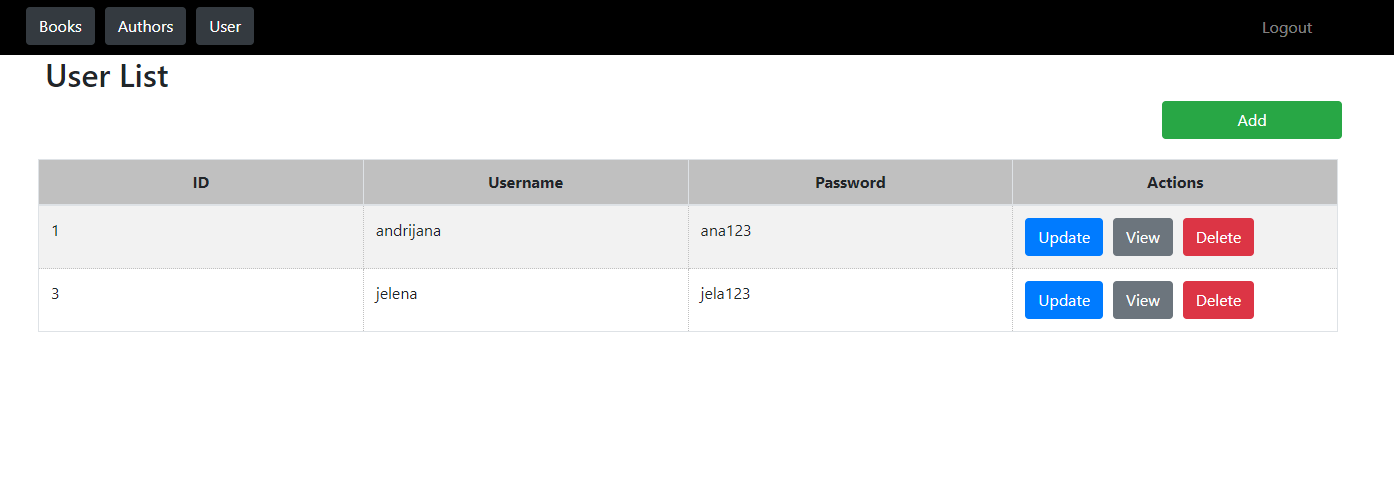 Books Authors User Logout
User List
Add
ID Username Password Actions
1 andrijana ana123 Update View Delete
3 jelena jela123 Update View Delete